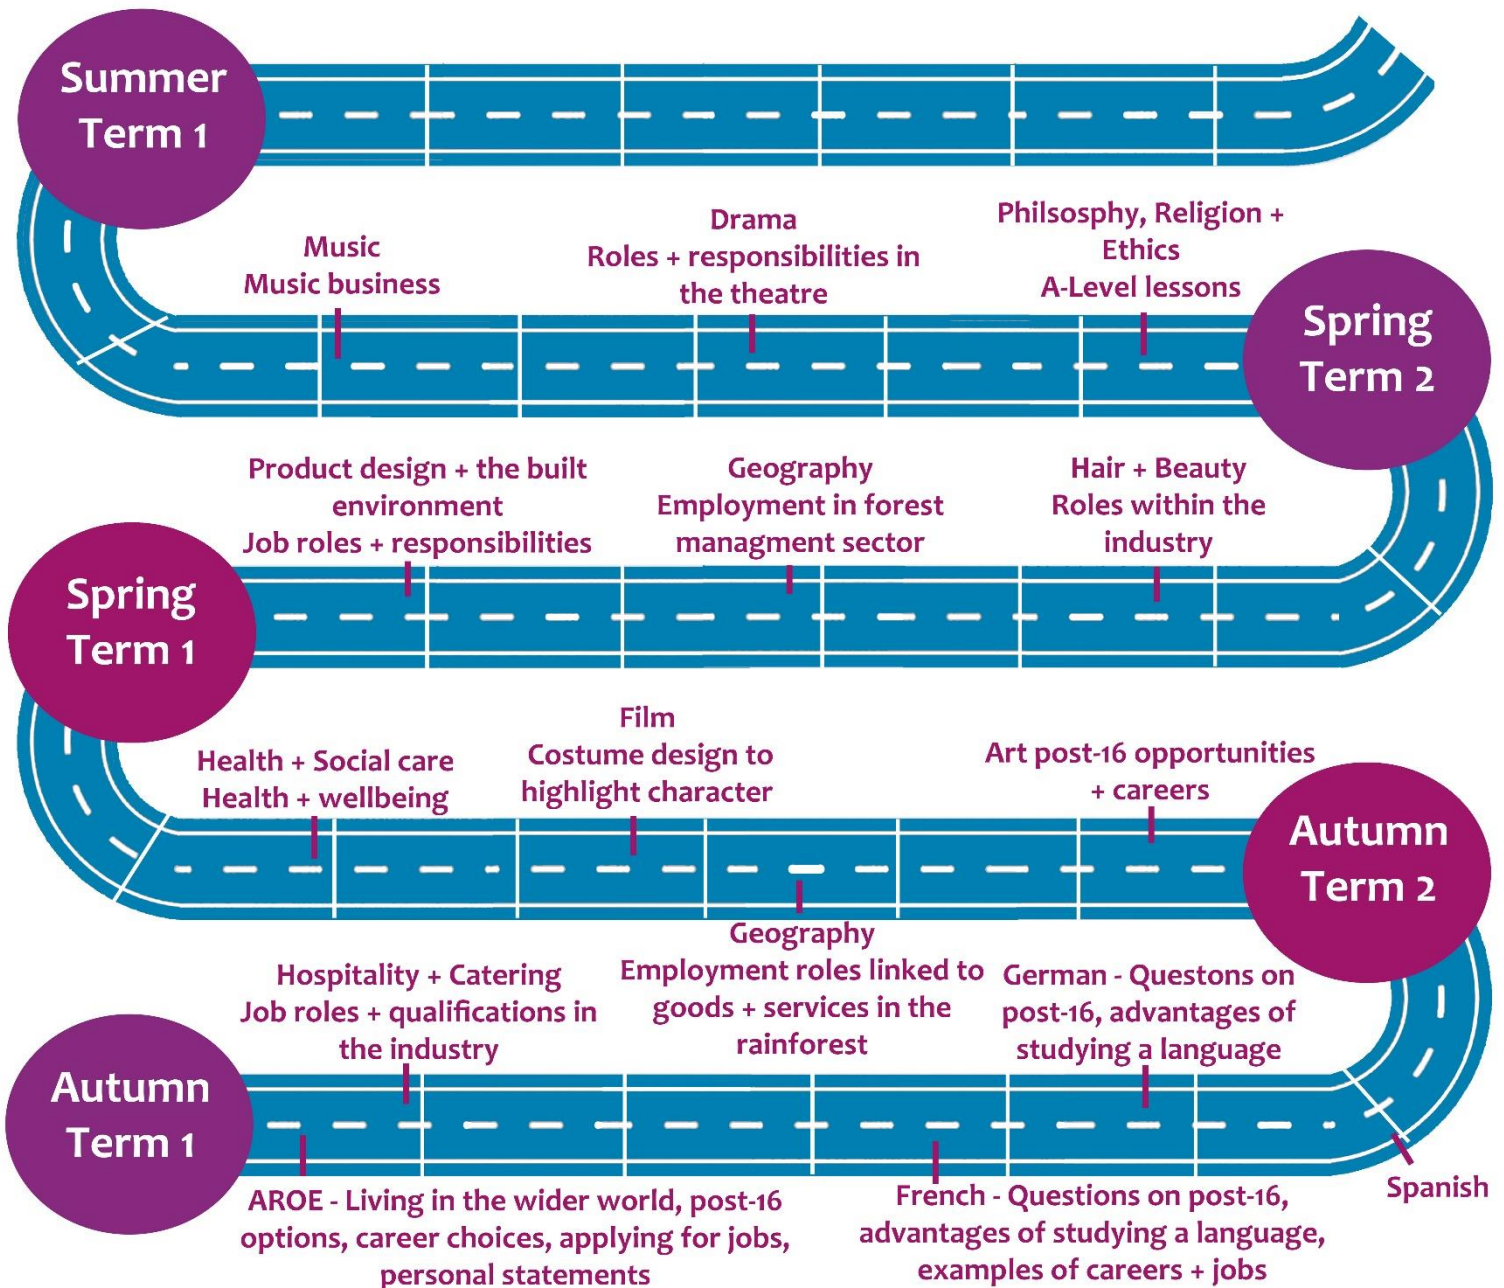 Summer
Term 1
Music
Music business
Drama
Roles + responsibilities in
the theatre
Philsosphy, Religion +
Ethics
A-Level lessons
Spring
Term 2
Product design + the built
environment
Job roles + responsibilities
Geography
Employment in forest
managment sector
Hair + Beauty
Roles within the
industry
Spring
Term 1
Health + Social care
Health + wellbeing
Film
Costume design to
highlight character
Art post-16 opportunities
+ careers
Autumn
Term 2
Geography
Employment roles linked to
goods + services in the
rainforest
Hospitality + Catering
Job roles + qualifications in
the industry
German - Questons on
post-16, advantages of
studying a language
Autumn
Term 1
AROE - Living in the wider world, post-16
options, career choices, applying for jobs,
personal statements
French - Questions on post-16,
advantages of studying a language,
examples of careers + jobs
Spanish